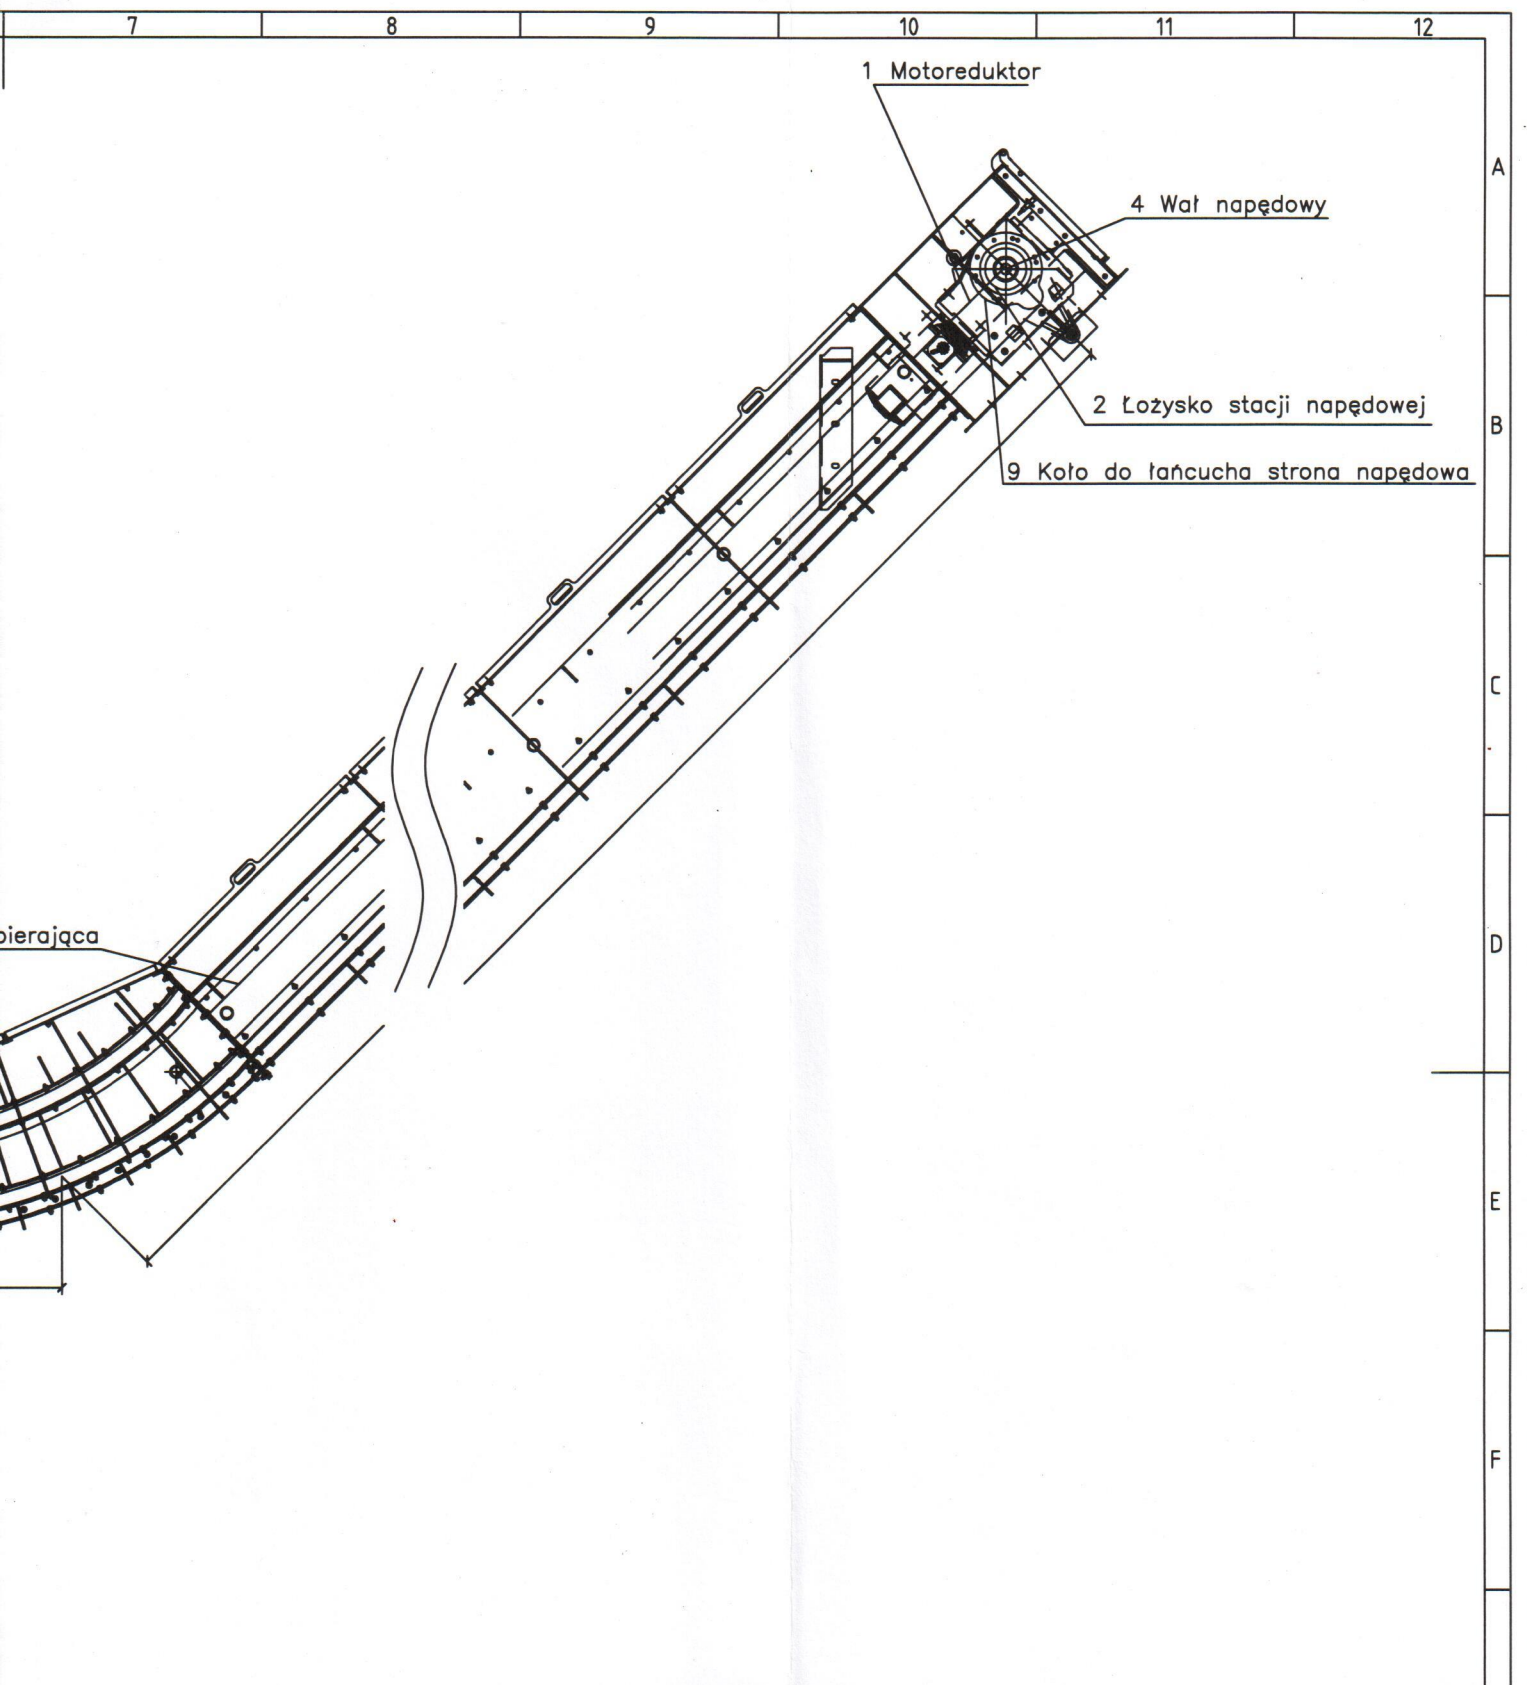 7 8 9 10 11 12
1 Motoreduktor
A
4 Wał napędowy
2 Łożysko stacji napędowej
B
9 Koło do łańcucha strona napędowa
C
pierająca
D
E
F